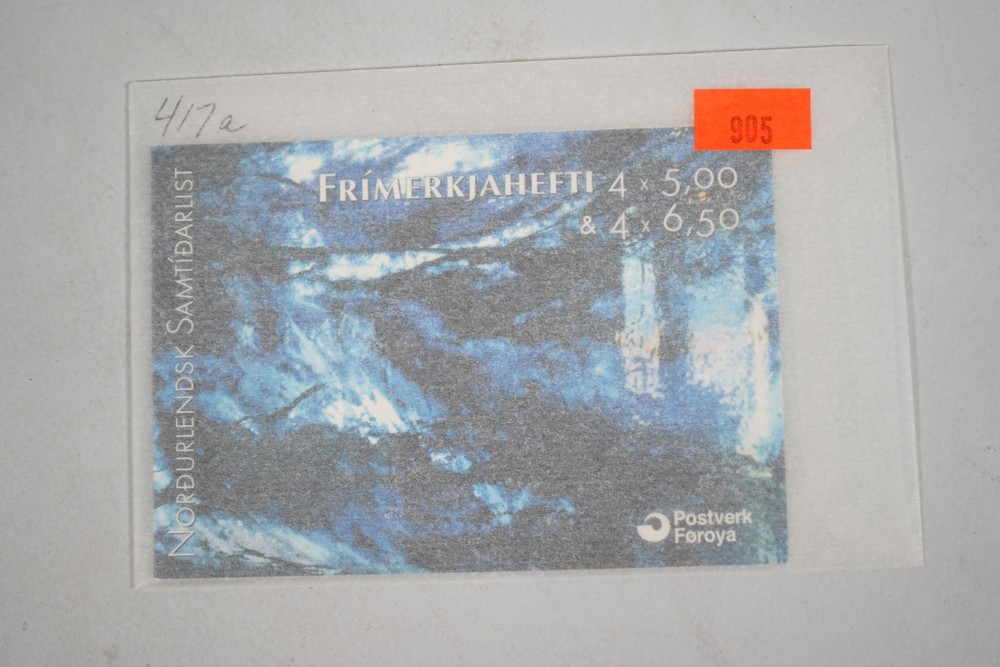 417a
905
FRÍMERKJAHEFTI 4 x 5,00
& 4 x 6,50
NORÐURLENDSK SAMTÍÐARLIST
Postverk
Føroya